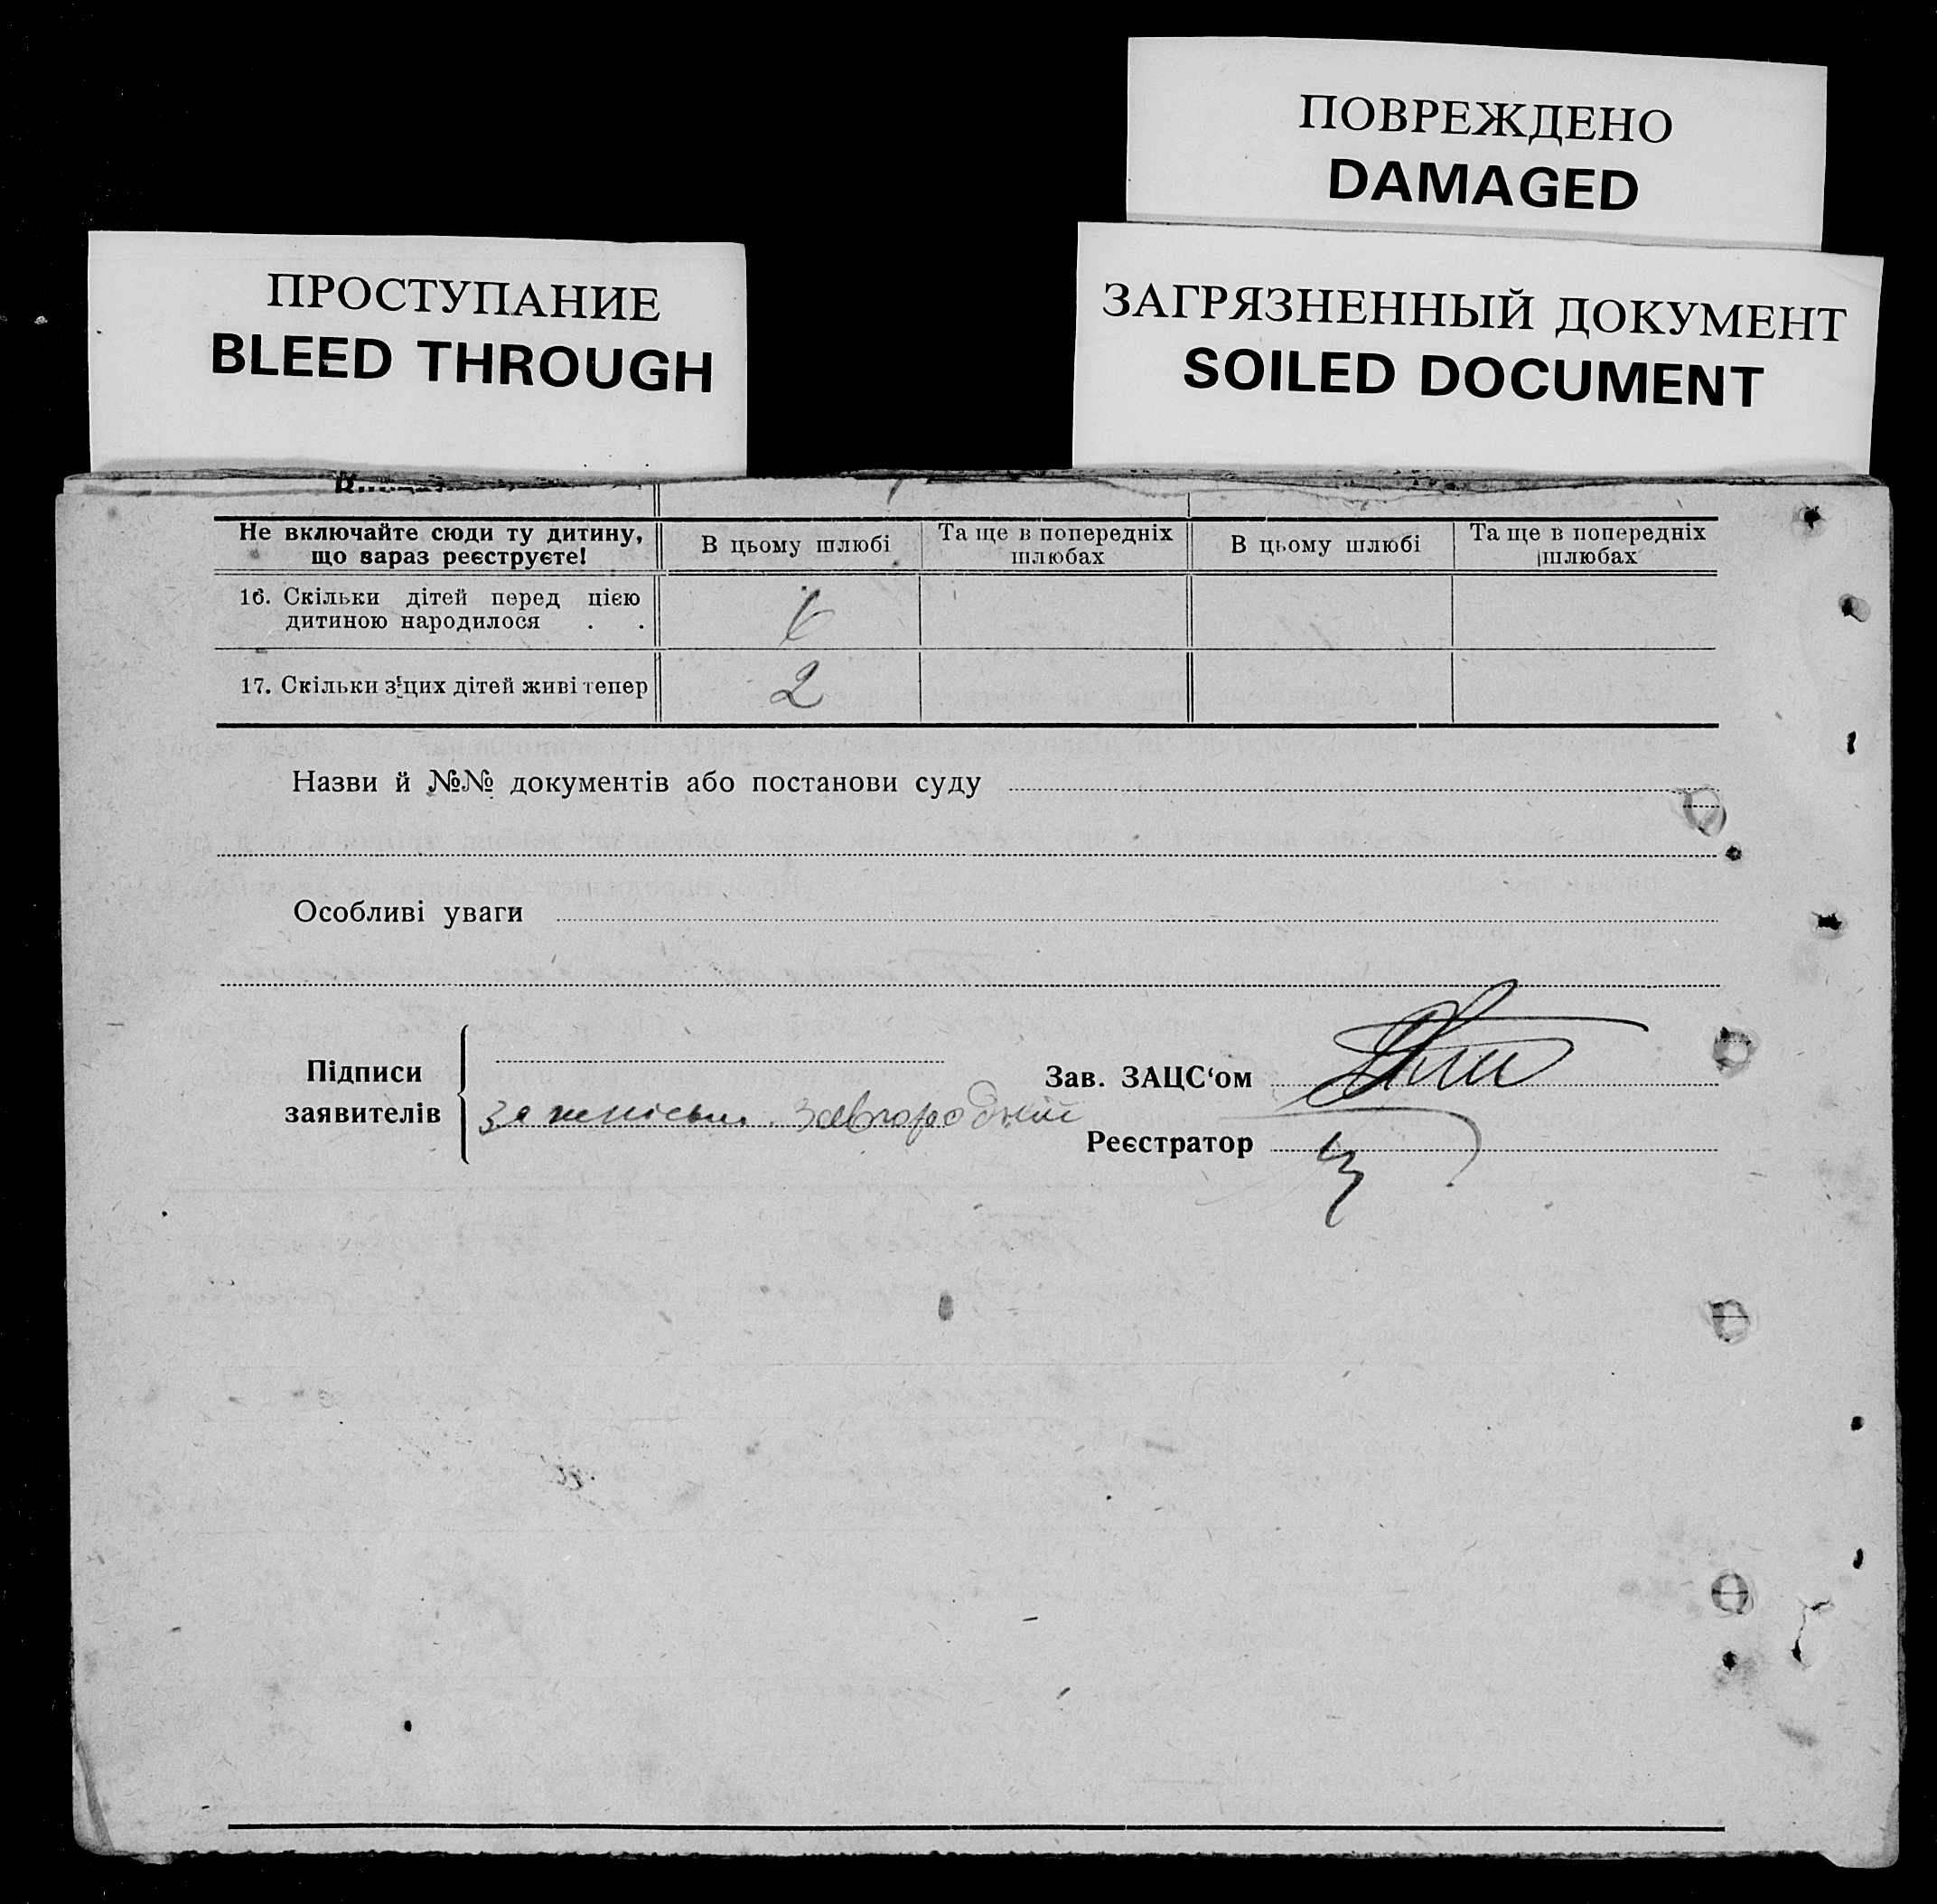 ПОВРЕЖДЕНО
DAMAGED
ПРОСТУПАНИЕ
BLEED THROUGH
ЗАГРЯЗНЕННЫЙ ДОКУМЕНТ
SOILED DOCUMENT
Не включайте сюди ту дитину, що зараз реєструєте!
В цьому шлюбі
Та ще в попередніх шлюбах
В цьому шлюбі
Та ще в попередніх шлюбах
16. Скільки дітей перед цією
дитиною народилося . .
17. Скільки з цих дітей живі тепер
2
Назви й №№ документів або постанови суду
Особливі уваги
Підписи
заявителів
Завгородній
Зав. ЗАЦС‘ом
Реєстратор